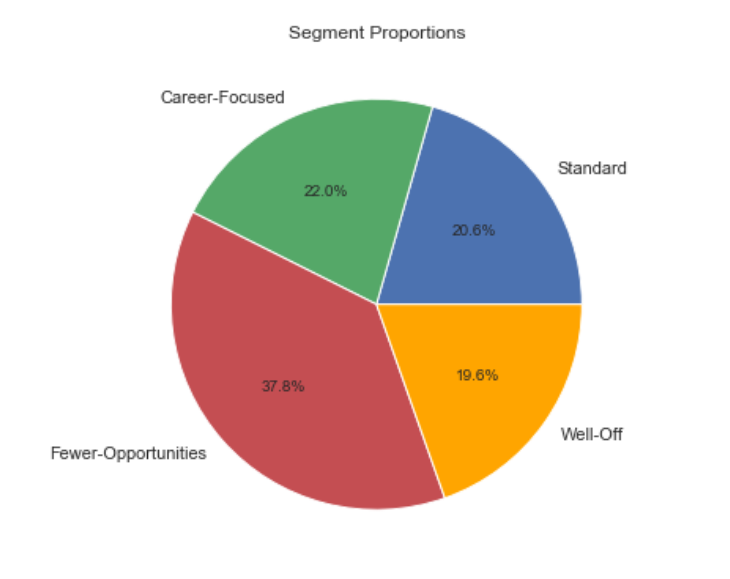 Segment Proportions
Career-Focused
Standard
22.0%
20.6%
37.8%
19.6%
Well-Off
Fewer-Opportunities